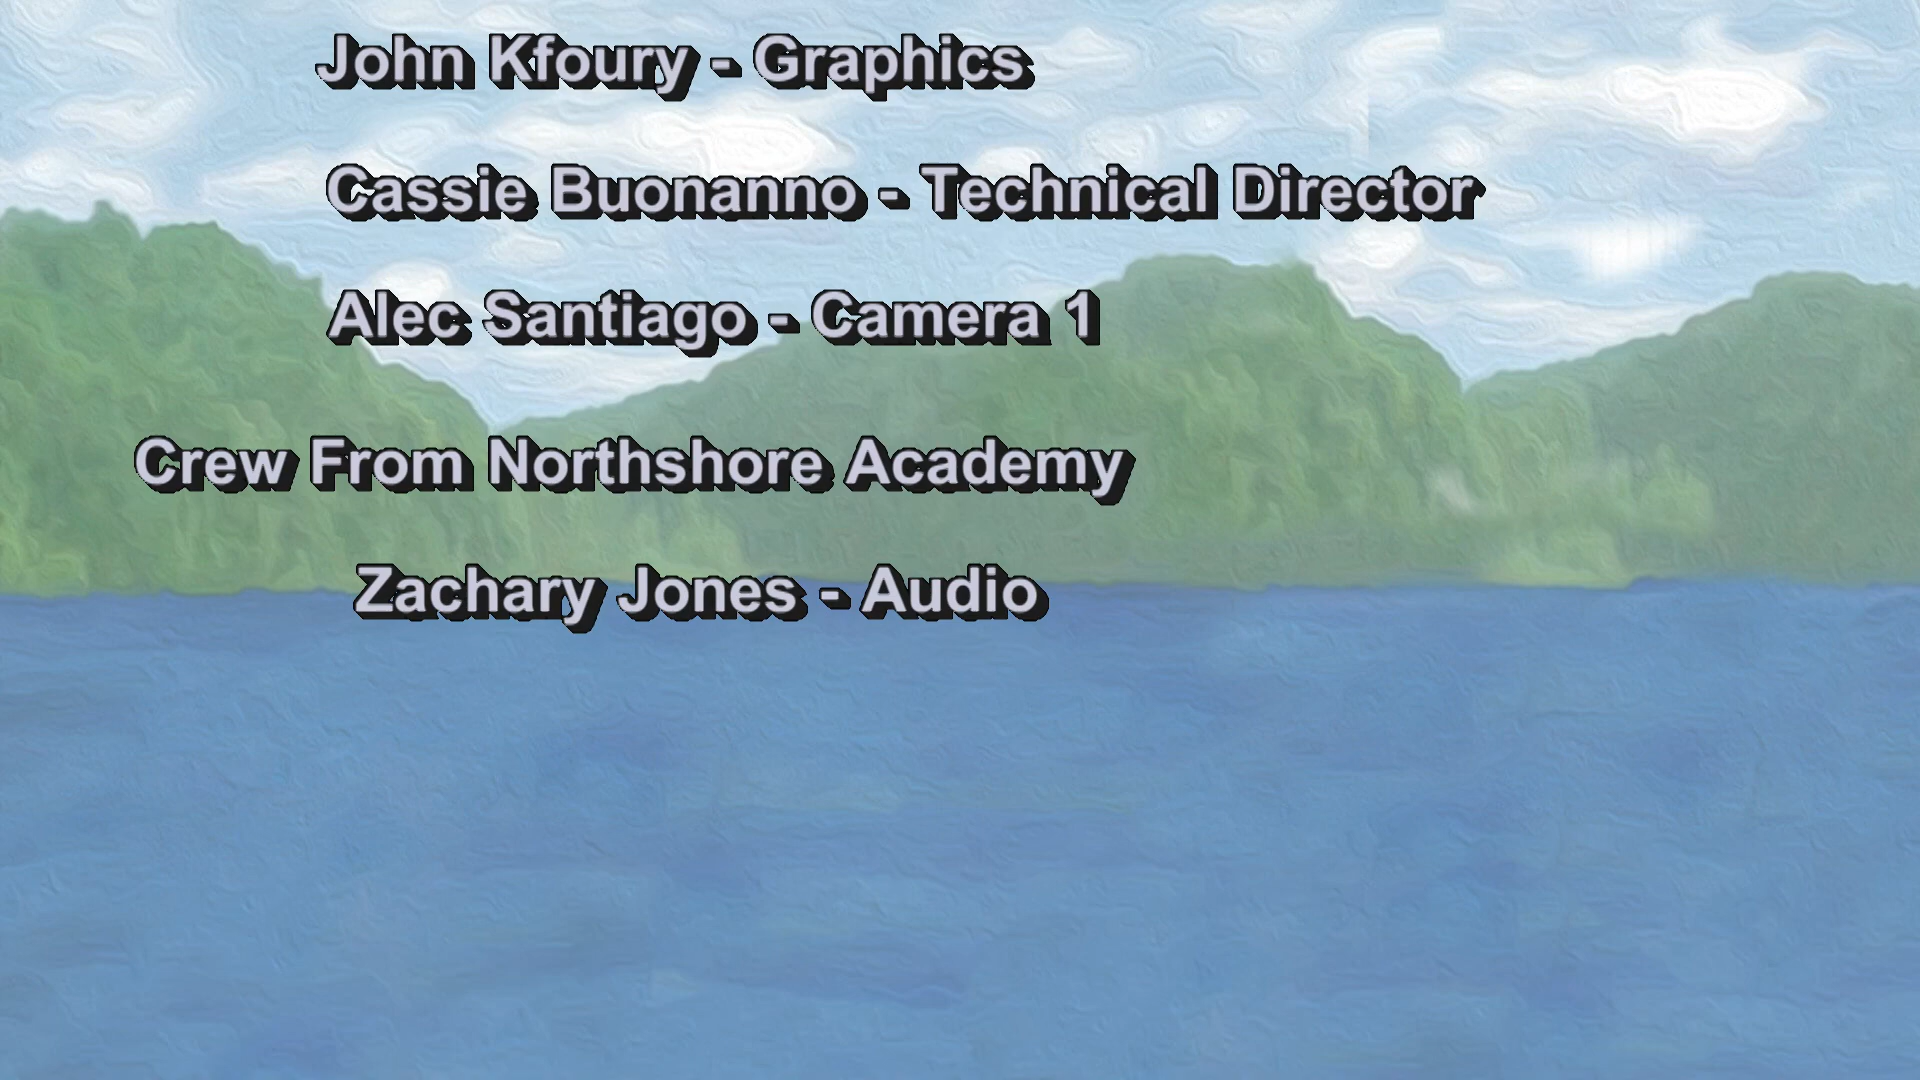 John Kfoury - Graphics
Cassie Buonanno - Technical Director
Alec Santiago - Camera 1
Crew From Northshore Academy
Zachary Jones - Audio